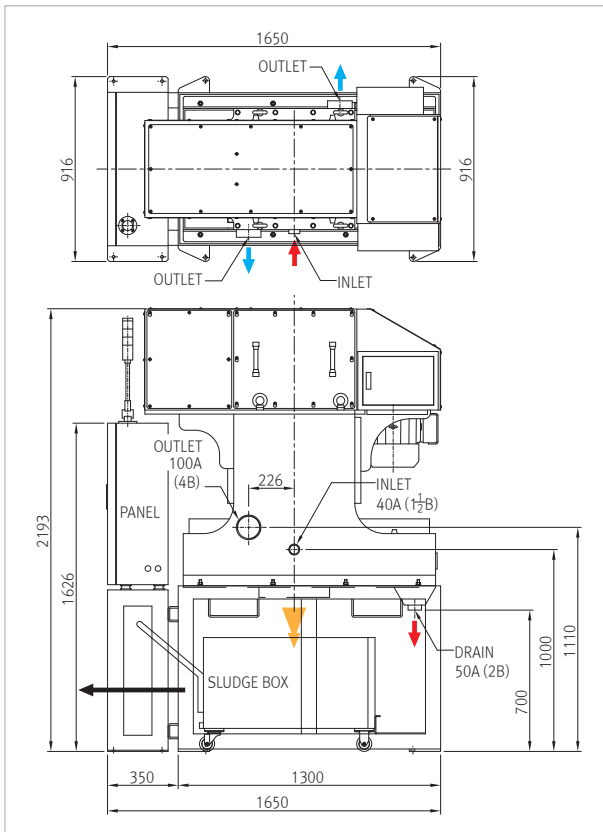 1650
OUTLET
916
916
OUTLET
INLET
OUTLET
100A
(4B)
226
INLET
40A (1½B)
PANEL
2193
1626
SLUDGE BOX
DRAIN
50A (2B)
700
1000
1110
350
1300
1650